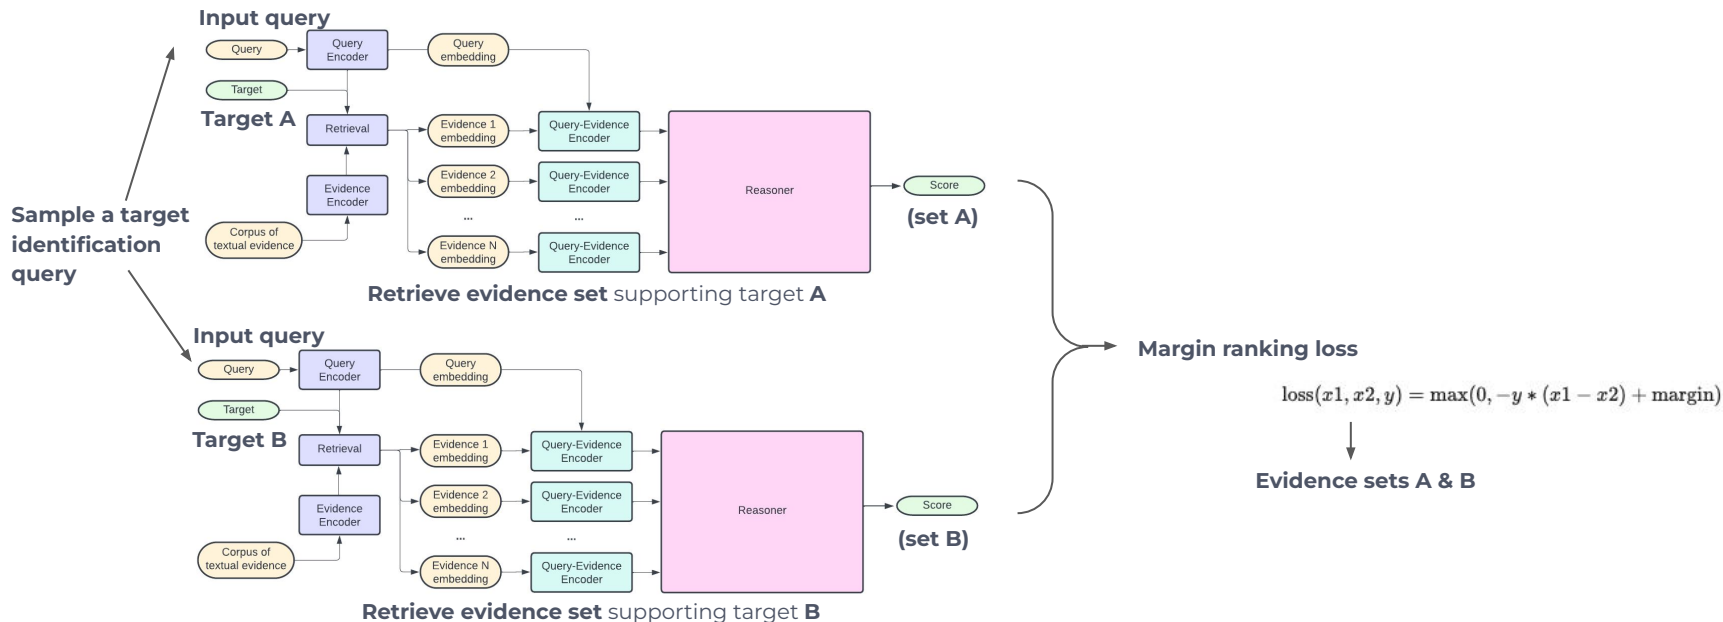 Input query
Query
Query
Encoder
Query
embedding
Target
Target A
Retrieval
Evidence 1
embedding
Query-Evidence
Encoder
Evidence 2
embedding
Query-Evidence
Encoder
Reasoner
Score
(set A)
Evidence
Encoder
...
...
Corpus of
textual evidence
Evidence N
embedding
Query-Evidence
Encoder
Retrieve evidence set supporting target A
Sample a target
identification
query
Input query
Query
Query
Encoder
Query
embedding
Target
Target B
Retrieval
Evidence 1
embedding
Query-Evidence
Encoder
Evidence 2
embedding
Query-Evidence
Encoder
Reasoner
Score
(set B)
Evidence
Encoder
...
...
Corpus of
textual evidence
Evidence N
embedding
Query-Evidence
Encoder
Retrieve evidence set supporting target B
Margin ranking loss
loss(x1, x2, y) = max(0, −y ∗ (x1 − x2) + margin)
Evidence sets A & B